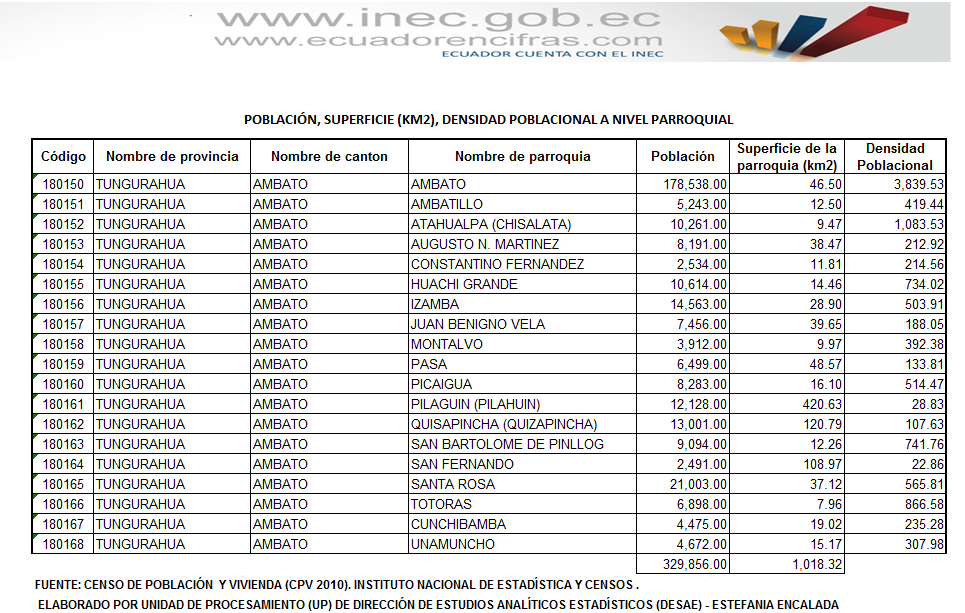 www.inec.gob.ec
www.ecuadorencifras.com
ECUADOR CUENTA CON EL INEC
POBLACIÓN, SUPERFICIE (KM2), DENSIDAD POBLACIONAL A NIVEL PARROQUIAL
Código Nombre de provincia Nombre de canton Nombre de parroquia Población Superficie de la parroquia (km2) Densidad Poblacional
180150 TUNGURAHUA AMBATO AMBATO 178,538.00 46.50 3,839.53
180151 TUNGURAHUA AMBATO AMBATILLO 5,243.00 12.50 419.44
180152 TUNGURAHUA AMBATO ATAHUALPA (CHISALATA) 10,261.00 9.47 1,083.53
180153 TUNGURAHUA AMBATO AUGUSTO N. MARTINEZ 8,191.00 38.47 212.92
180154 TUNGURAHUA AMBATO CONSTANTINO FERNANDEZ 2,534.00 11.81 214.56
180155 TUNGURAHUA AMBATO HUACHI GRANDE 10,614.00 14.46 734.02
180156 TUNGURAHUA AMBATO IZAMBA 14,563.00 28.90 503.91
180157 TUNGURAHUA AMBATO JUAN BENIGNO VELA 7,456.00 39.65 188.05
180158 TUNGURAHUA AMBATO MONTALVO 3,912.00 9.97 392.38
180159 TUNGURAHUA AMBATO PASA 6,499.00 48.57 133.81
180160 TUNGURAHUA AMBATO PICAIGUA 8,283.00 16.10 514.47
180161 TUNGURAHUA AMBATO PILAGUIN (PILAHUIN) 12,128.00 420.63 28.83
180162 TUNGURAHUA AMBATO QUISAPINCHA (QUIZAPINCHA) 13,001.00 120.79 107.63
180163 TUNGURAHUA AMBATO SAN BARTOLOME DE PINLLOG 9,094.00 12.26 741.76
180164 TUNGURAHUA AMBATO SAN FERNANDO 2,491.00 108.97 22.86
180165 TUNGURAHUA AMBATO SANTA ROSA 21,003.00 37.12 565.81
180166 TUNGURAHUA AMBATO TOTORAS 6,898.00 7.96 866.58
180167 TUNGURAHUA AMBATO CUNCHIBAMBA 4,475.00 19.02 235.28
180168 TUNGURAHUA AMBATO UNAMUNCHO 4,672.00 15.17 307.98
329,856.00 1,018.32
FUENTE: CENSO DE POBLACIÓN Y VIVIENDA (CPV 2010). INSTITUTO NACIONAL DE ESTADÍSTICA Y CENSOS .
ELABORADO POR UNIDAD DE PROCESAMIENTO (UP) DE DIRECCIÓN DE ESTUDIOS ANALÍTICOS ESTADÍSTICOS (DESAE) - ESTEFANIA ENCALADA